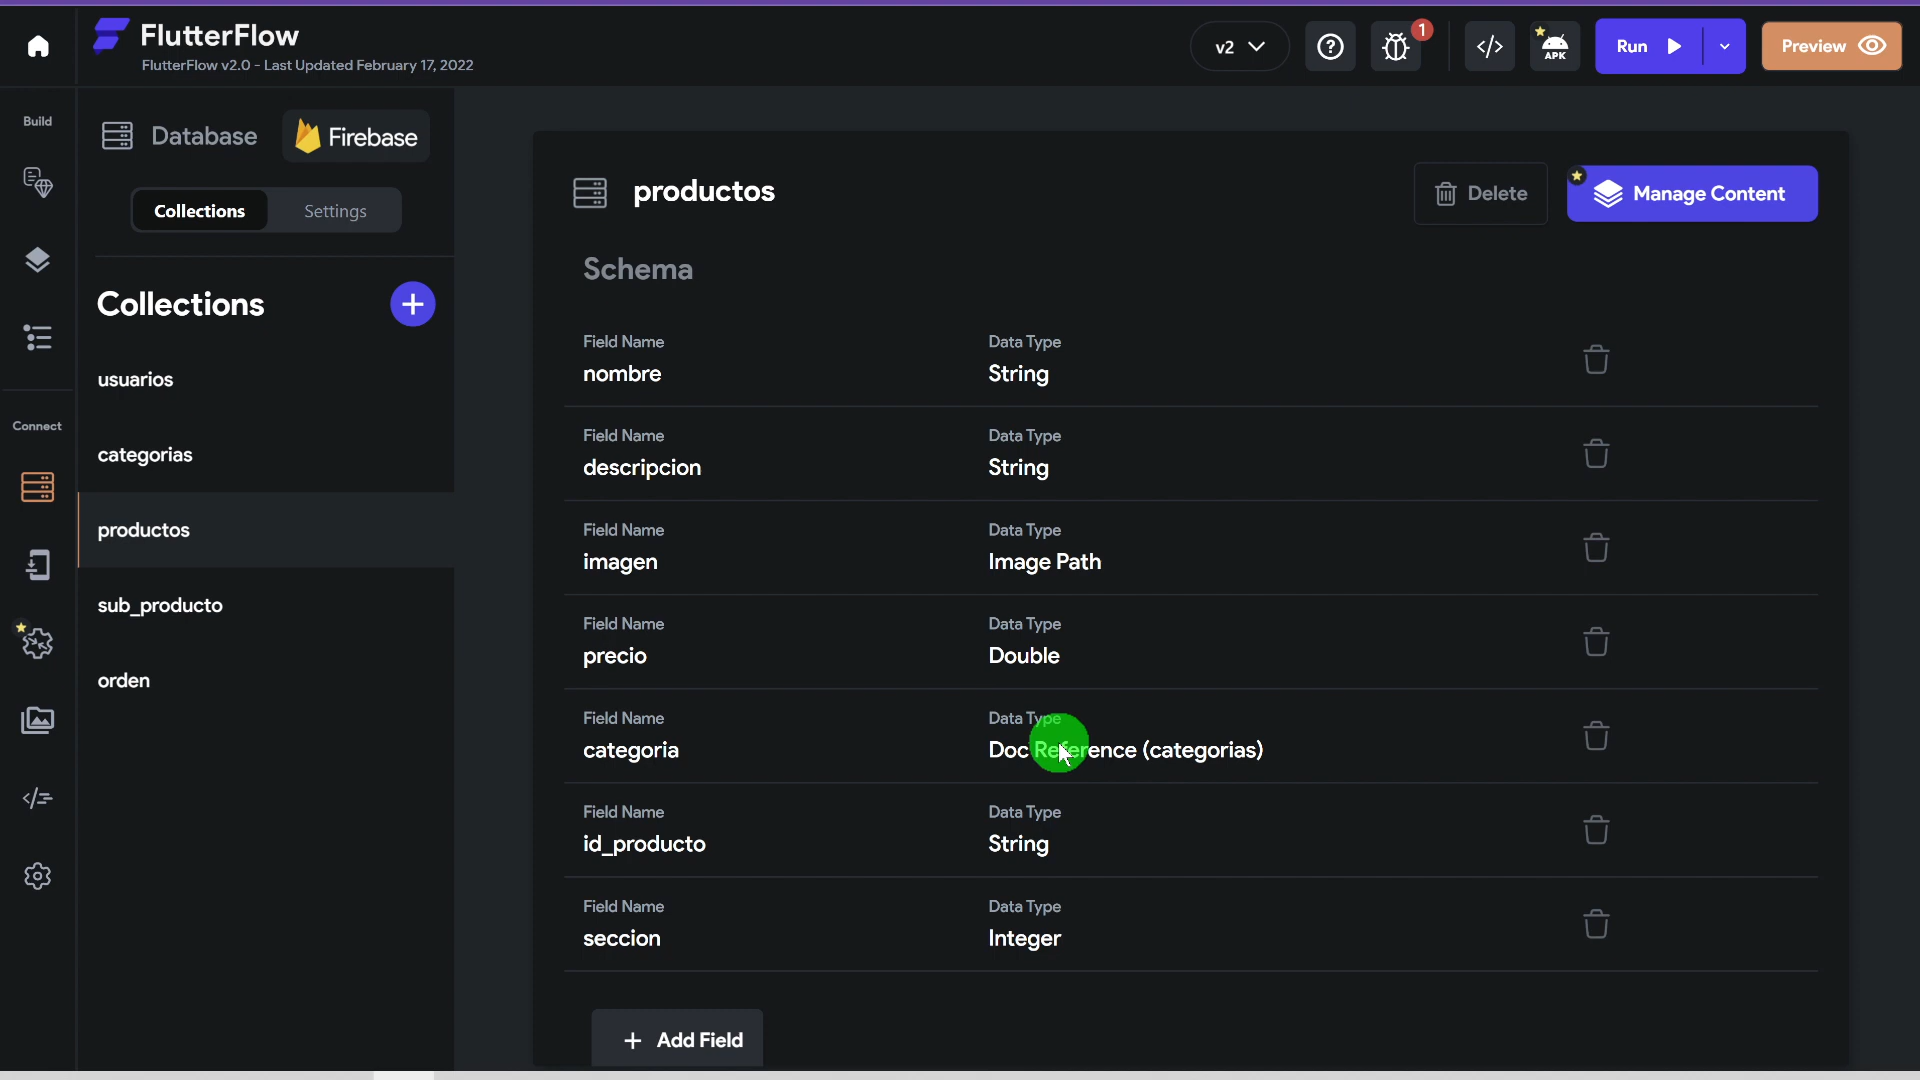 FlutterFlow
FlutterFlow v2.0 - Last Updated February 17, 2022
v2
1
APK
Run
Preview
Build
Database
Firebase
Collections
Settings
Collections
usuarios
categorias
productos
sub_producto
orden
Connect
productos
Delete
Manage Content
Schema
Field Name
Data Type
nombre
String
Field Name
Data Type
descripcion
String
Field Name
Data Type
imagen
Image Path
Field Name
Data Type
precio
Double
Field Name
Data Type
categoria
Doc Reference (categorias)
Field Name
Data Type
id_producto
String
Field Name
Data Type
seccion
Integer
+ Add Field